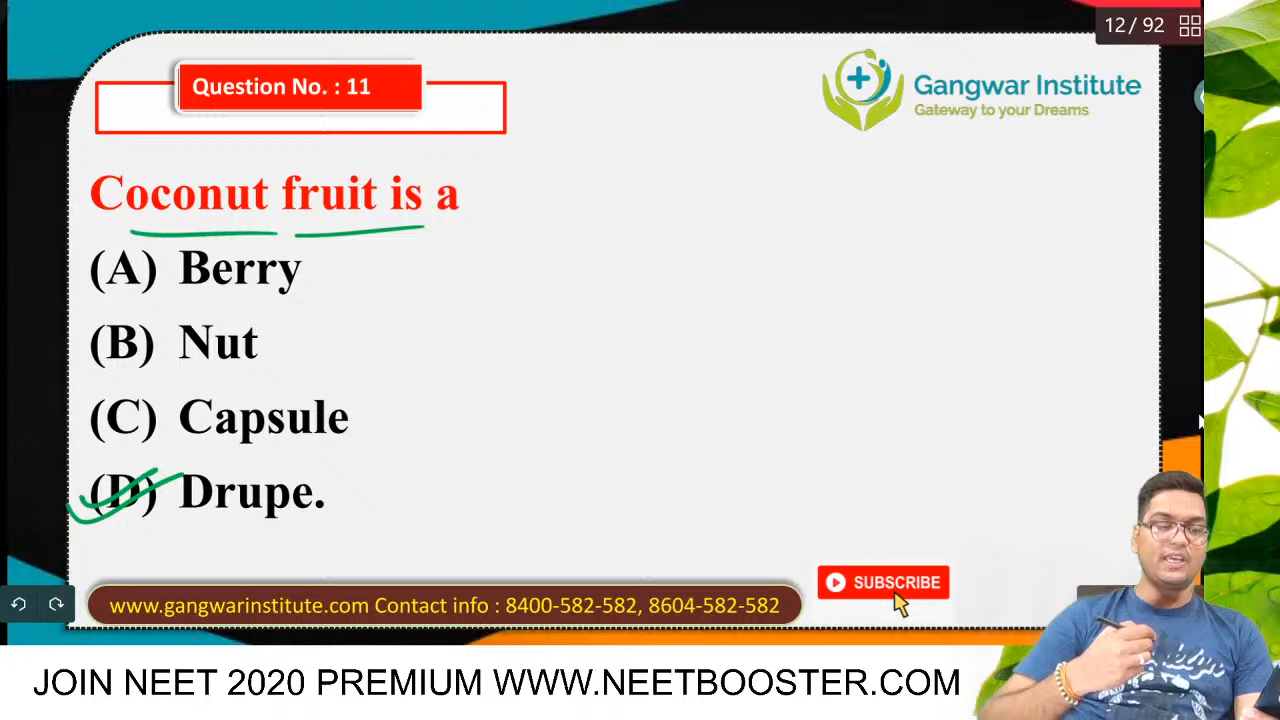 12 / 92
Question No. : 11
Gangwar Institute
Gateway to your Dreams
Coconut fruit is a
(A) Berry
(B) Nut
(C) Capsule
(D) Drupe.
www.gangwarinstitute.com Contact info : 8400-582-582, 8604-582-582
SUBSCRIBE
JOIN NEET 2020 PREMIUM WWW.NEETBOOSTER.COM